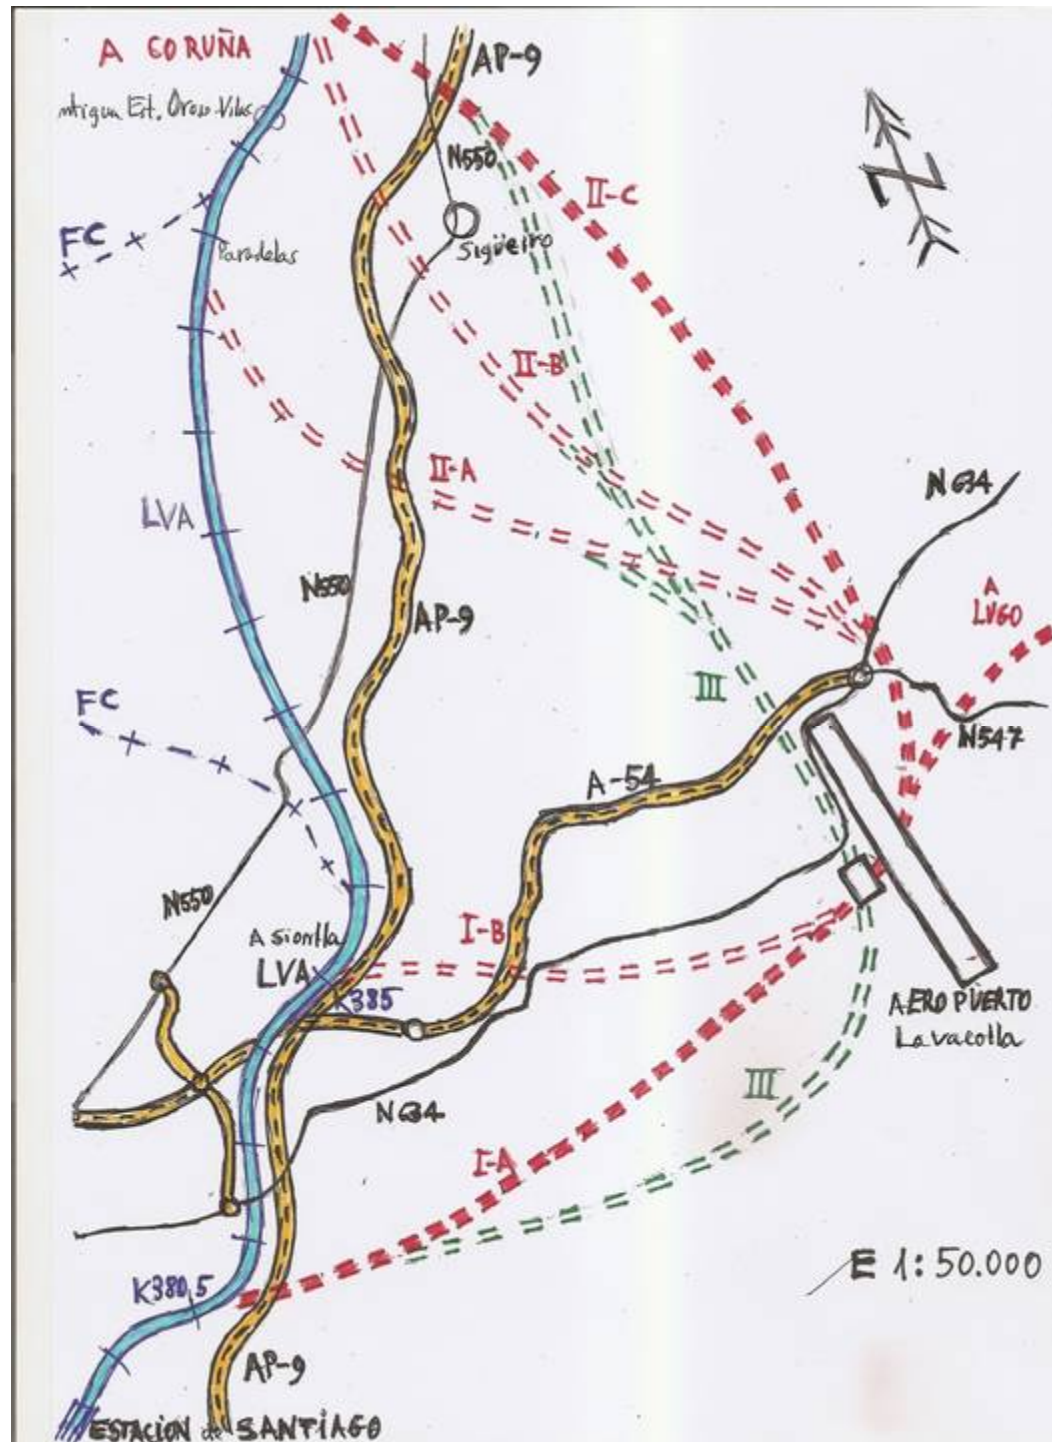 A CORUÑA
AP-9
ntigua Est. Oroso-Vilas
N550
II-C
FC
Paradelas
Sigüeiro
N
II-B
II-A
N634
LVA
N550
AP-9
A
LUGO
III
FC
N547
A-54
N550
I-B
A Sionlla
LVA
K385
AEROPUERTO
Lavacolla
III
N634
I-A
E 1:50.000
K380,5
AP-9
ESTACIÓN de SANTIAGO